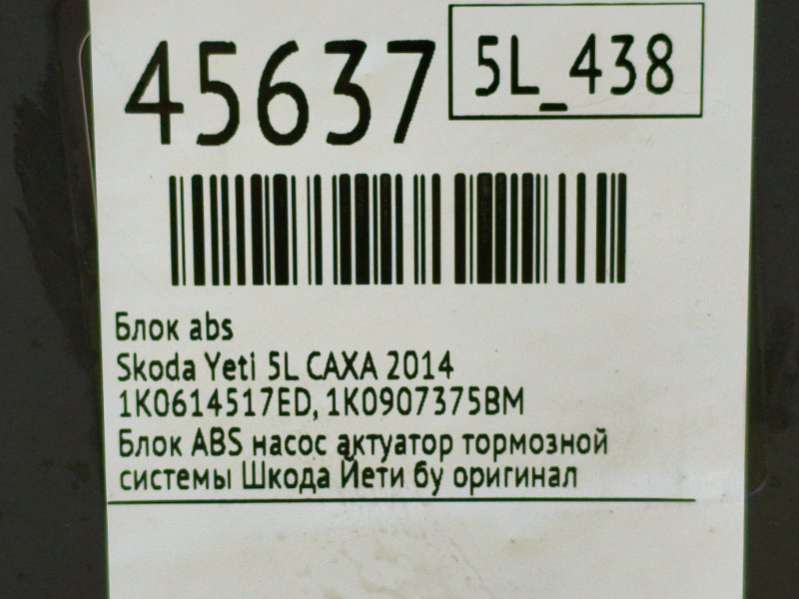 45637
5L_438
Блок abs
Skoda Yeti 5L CAXA 2014
1K0614517ED, 1K0907375BM
Блок ABS насос актуатор тормозной
системы Шкода Йети бу оригинал